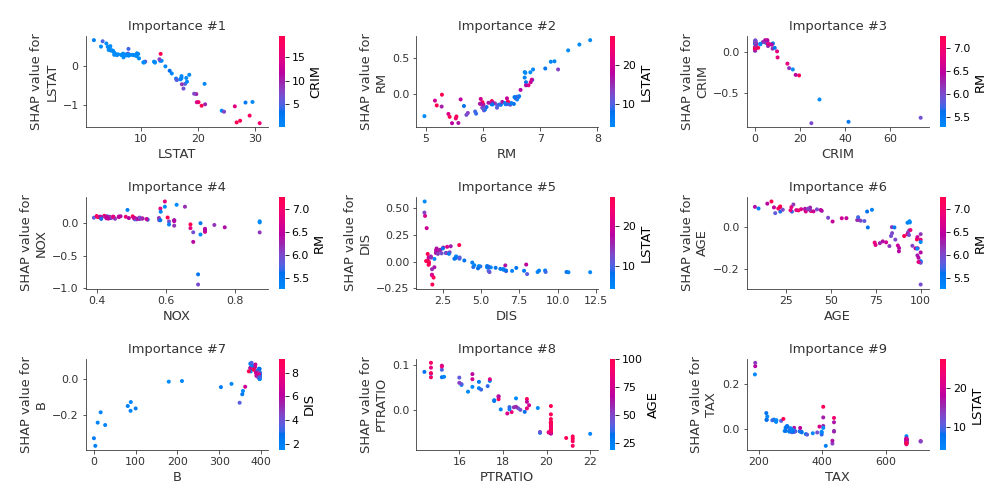 Importance #1
Importance #2
Importance #3
SHAP value for
LSTAT
0
−1
10
20
30
LSTAT
15
10
5
CRIM
SHAP value for
RM
0.5
0.0
5
6
7
8
RM
20
10
LSTAT
SHAP value for
CRIM
0.0
−0.5
0
20
40
60
CRIM
7.0
6.5
6.0
5.5
RM
Importance #4
Importance #5
Importance #6
SHAP value for
NOX
0.0
−0.5
−1.0
0.4
0.6
0.8
NOX
7.0
6.5
6.0
5.5
RM
SHAP value for
DIS
0.50
0.25
0.00
−0.25
2.5
5.0
7.5
10.0
12.5
DIS
20
10
LSTAT
SHAP value for
AGE
0.0
−0.2
25
50
75
100
AGE
7.0
6.5
6.0
5.5
RM
Importance #7
Importance #8
Importance #9
SHAP value for
B
0.0
−0.2
0
100
200
300
400
B
8
6
4
2
DIS
SHAP value for
PTRATIO
0.1
0.0
16
18
20
22
PTRATIO
100
75
50
25
AGE
SHAP value for
TAX
0.2
0.0
200
400
600
TAX
20
10
LSTAT